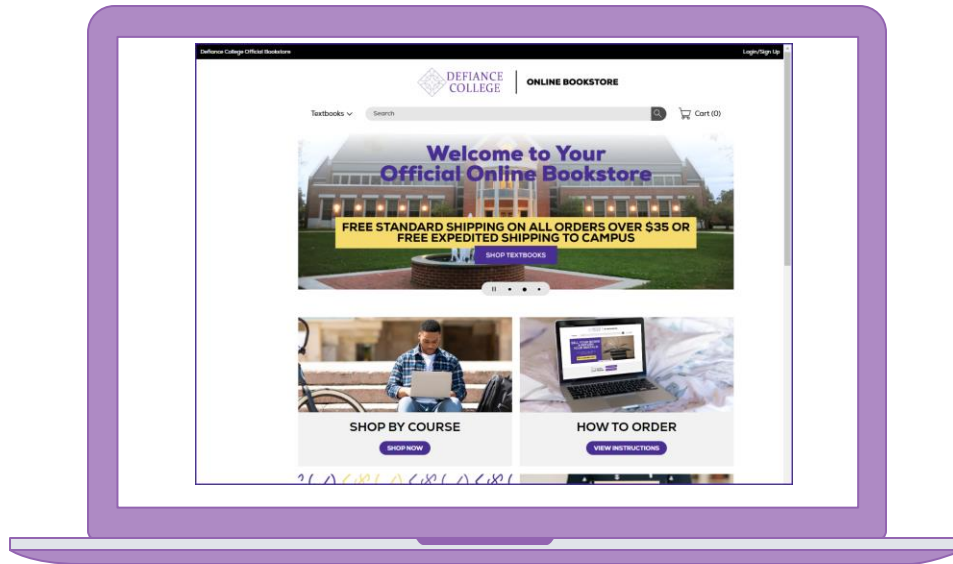 Defiance College Official Bookstore
Login/Sign Up
DEFIANCE
COLLEGE
ONLINE BOOKSTORE
Textbooks
Search
Cart (0)
Welcome to Your
Official Online Bookstore
FREE STANDARD SHIPPING ON ALL ORDERS OVER $35 OR
FREE EXPEDITED SHIPPING TO CAMPUS
SHOP TEXTBOOKS
SHOP BY COURSE
SHOP NOW
HOW TO ORDER
VIEW INSTRUCTIONS